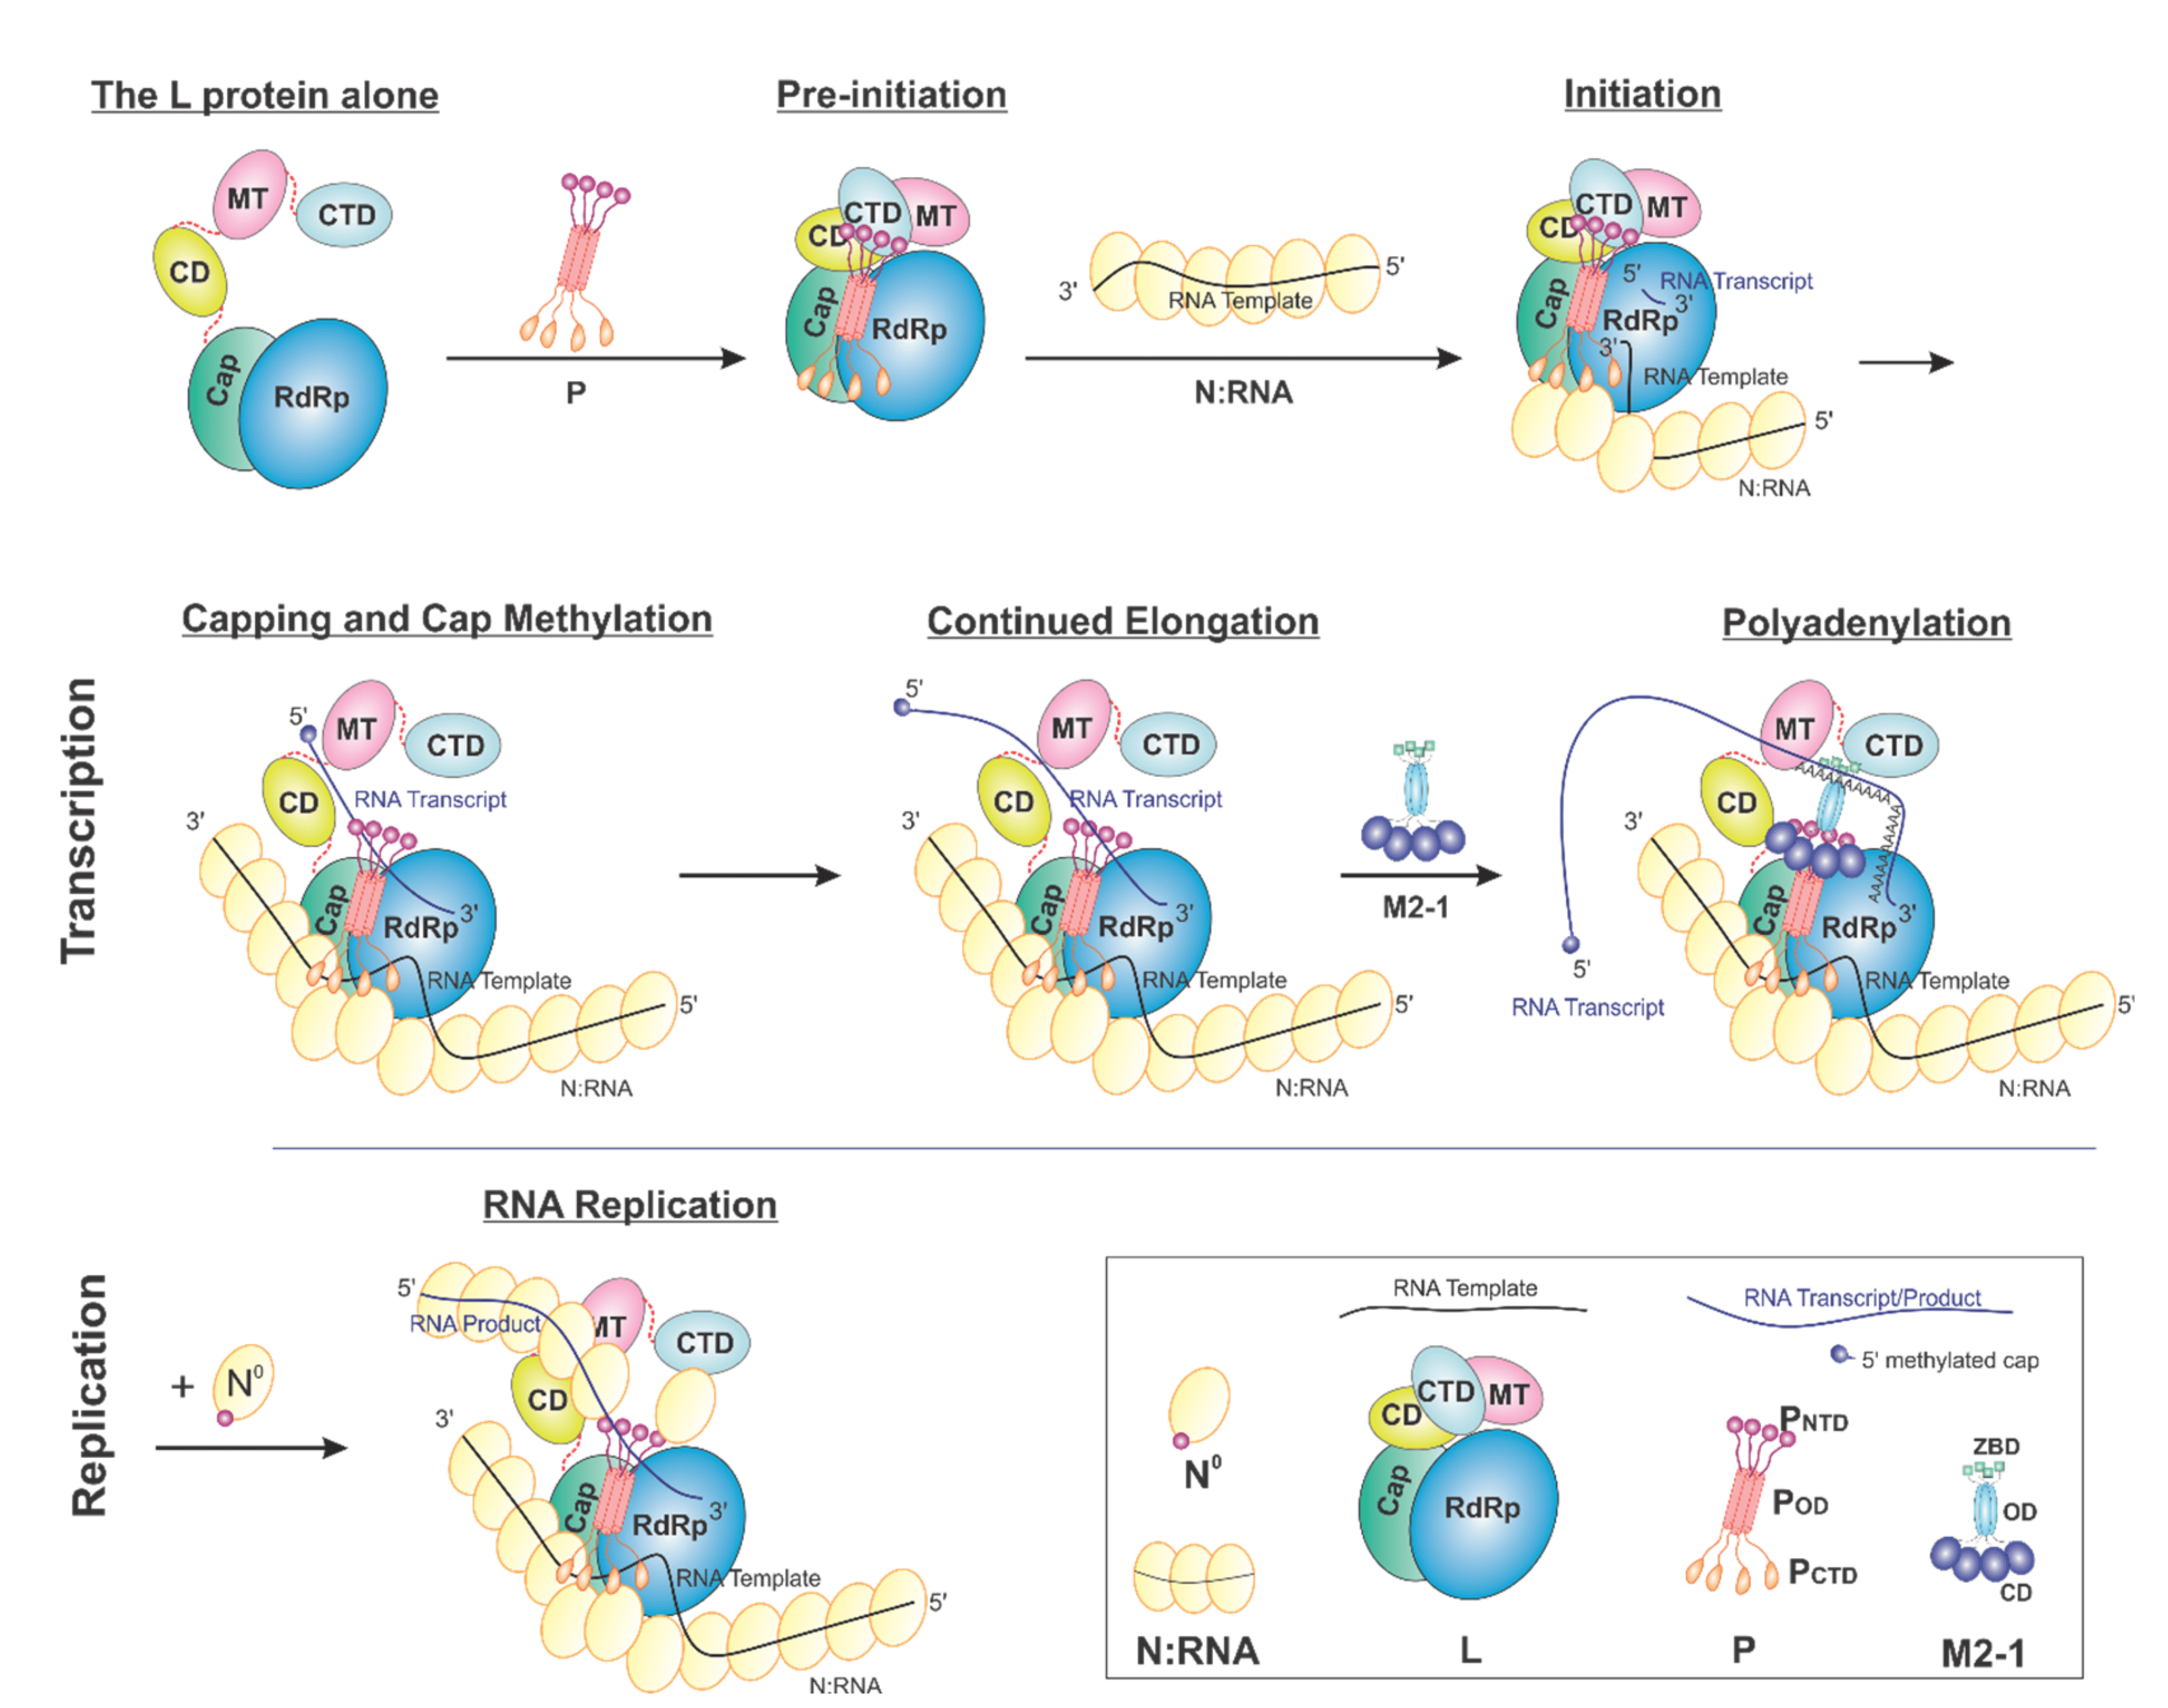 The L protein alone
Pre-initiation
Initiation
MT
CTD
CD
Cap
RdRp
P
CTD
MT
CD
Cap
RdRp
3'
5'
RNA Template
N:RNA
CTD
MT
CD
5'
RNA Transcript
3'
Cap
RdRp
3'
RNA Template
5'
N:RNA
Transcription
Capping and Cap Methylation
Continued Elongation
Polyadenylation
5'
MT
CTD
CD
RNA Transcript
3'
Cap
RdRp
3'
RNA Template
5'
N:RNA
5'
MT
CTD
CD
RNA Transcript
3'
Cap
RdRp
3'
RNA Template
5'
N:RNA
M2-1
MT
CTD
CD
3'
Cap
RdRp
3'
5'
RNA Transcript
RNA Template
5'
N:RNA
Replication
RNA Replication
+ N⁰
5'
RNA Product
MT
CTD
CD
3'
Cap
RdRp
3'
RNA Template
5'
N:RNA
RNA Template
RNA Transcript/Product
5' methylated cap
N⁰
N:RNA
CTD
MT
CD
Cap
RdRp
L
PNTD
POD
PCTD
P
ZBD
OD
CD
M2-1